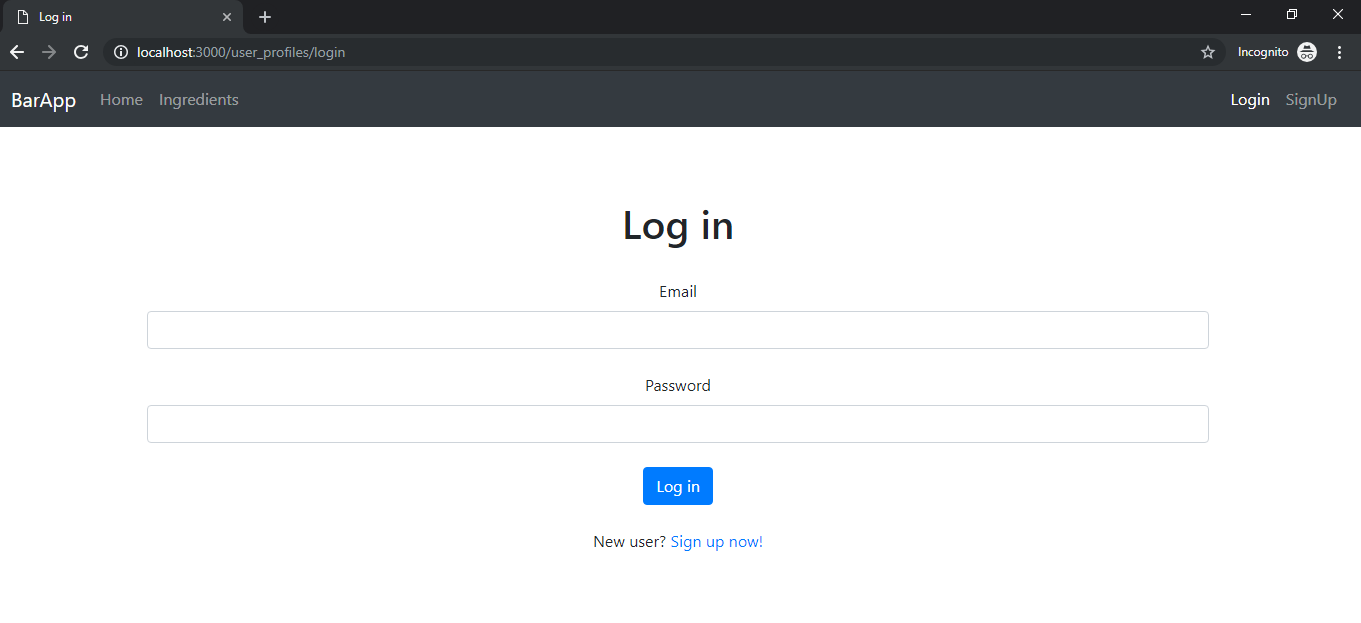 Log in
localhost:3000/user_profiles/login Incognito
BarApp Home Ingredients Login SignUp
Log in
Email
Password
Log in
New user? Sign up now!